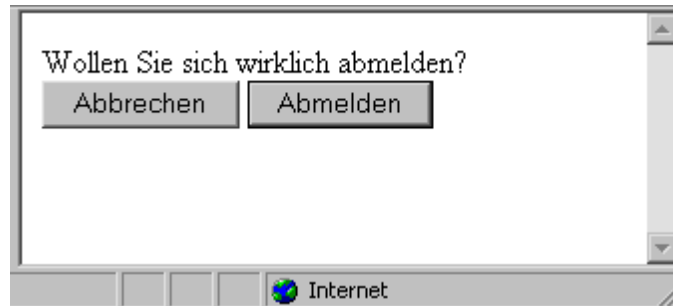 Wollen Sie sich wirklich abmelden?
Abbrechen Abmelden
Internet